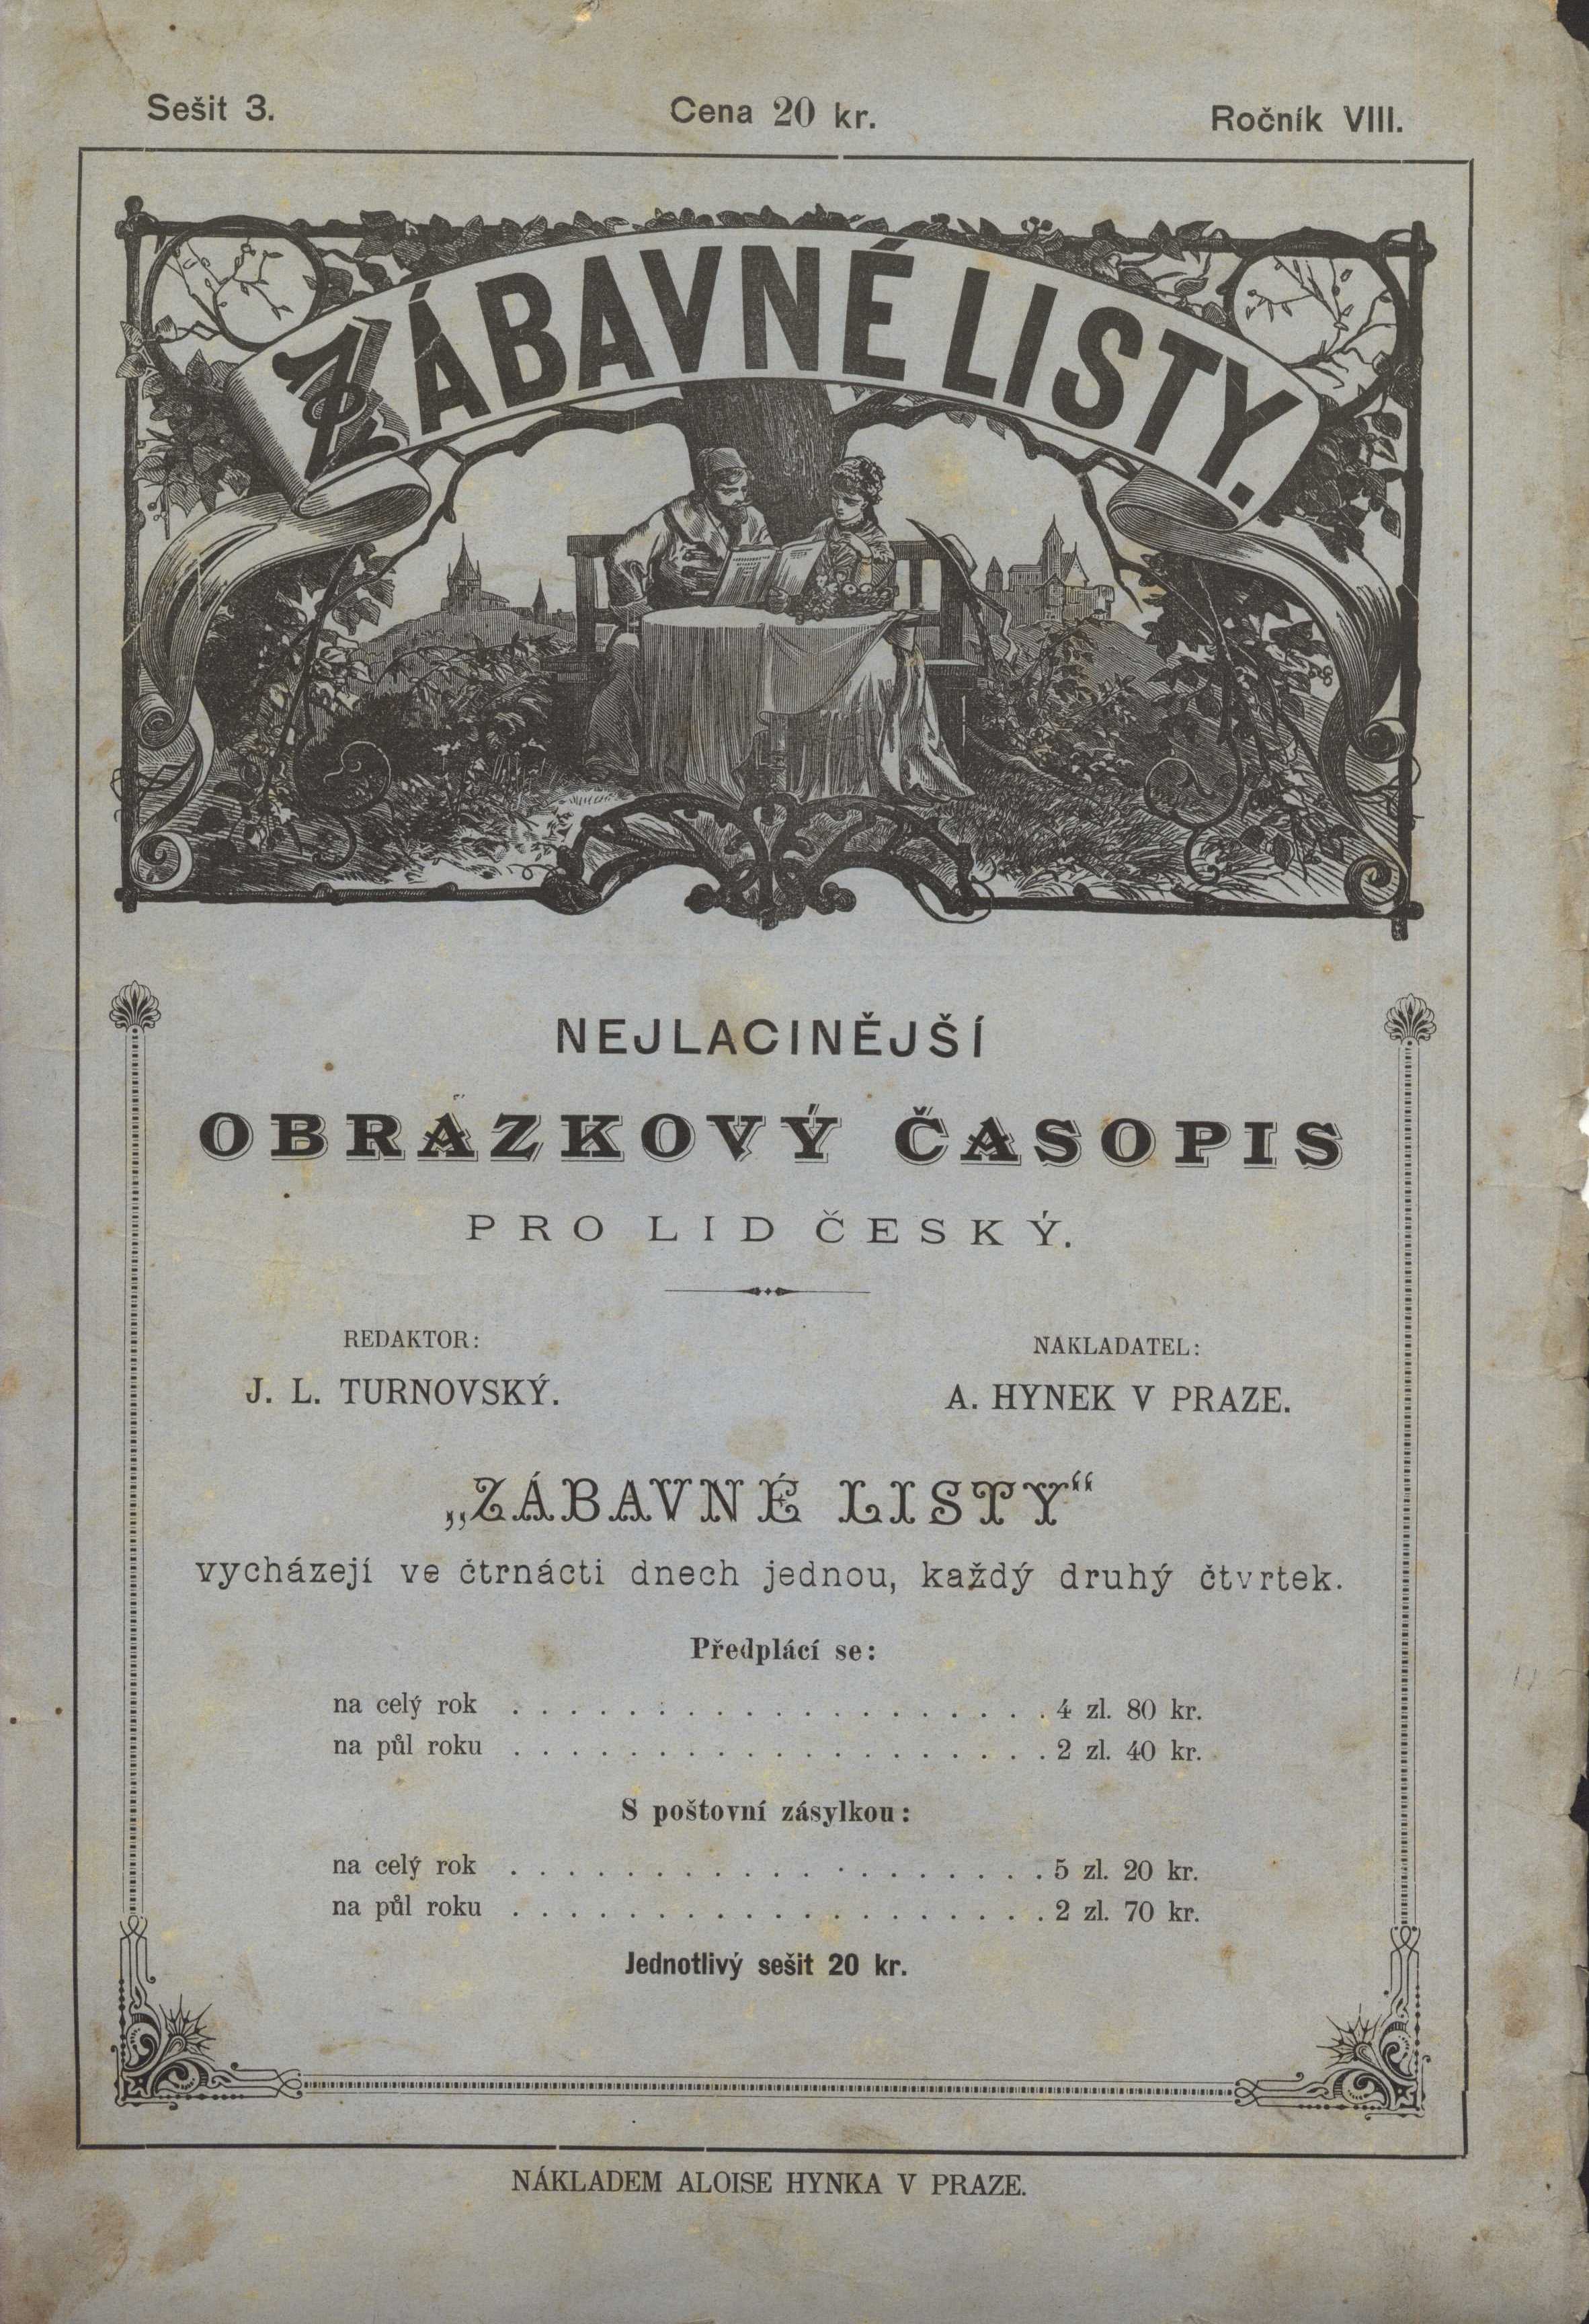 Sešit 3. Cena 20 kr. Ročník VIII.
ZÁBAVNÉ LISTY.
NEJLACINĚJŠÍ
OBRÁZKOVÝ ČASOPIS
PRO LID ČESKÝ.
REDAKTOR: NAKLADATEL:
J. L. TURNOVSKÝ. A. HYNEK V PRAZE.
„ZÁBAVNÉ LISTY“
vycházejí ve čtrnácti dnech jednou, každý druhý čtvrtek.
Předplácí se:
na celý rok . . . . . . . . . . . . . . . . . . . 4 zl. 80 kr.
na půl roku . . . . . . . . . . . . . . . . . . . 2 zl. 40 kr.
S poštovní zásylkou:
na celý rok . . . . . . . . . . . . . . . . . . . 5 zl. 20 kr.
na půl roku . . . . . . . . . . . . . . . . . . . 2 zl. 70 kr.
Jednotlivý sešit 20 kr.
NÁKLADEM ALOISE HYNKA V PRAZE.